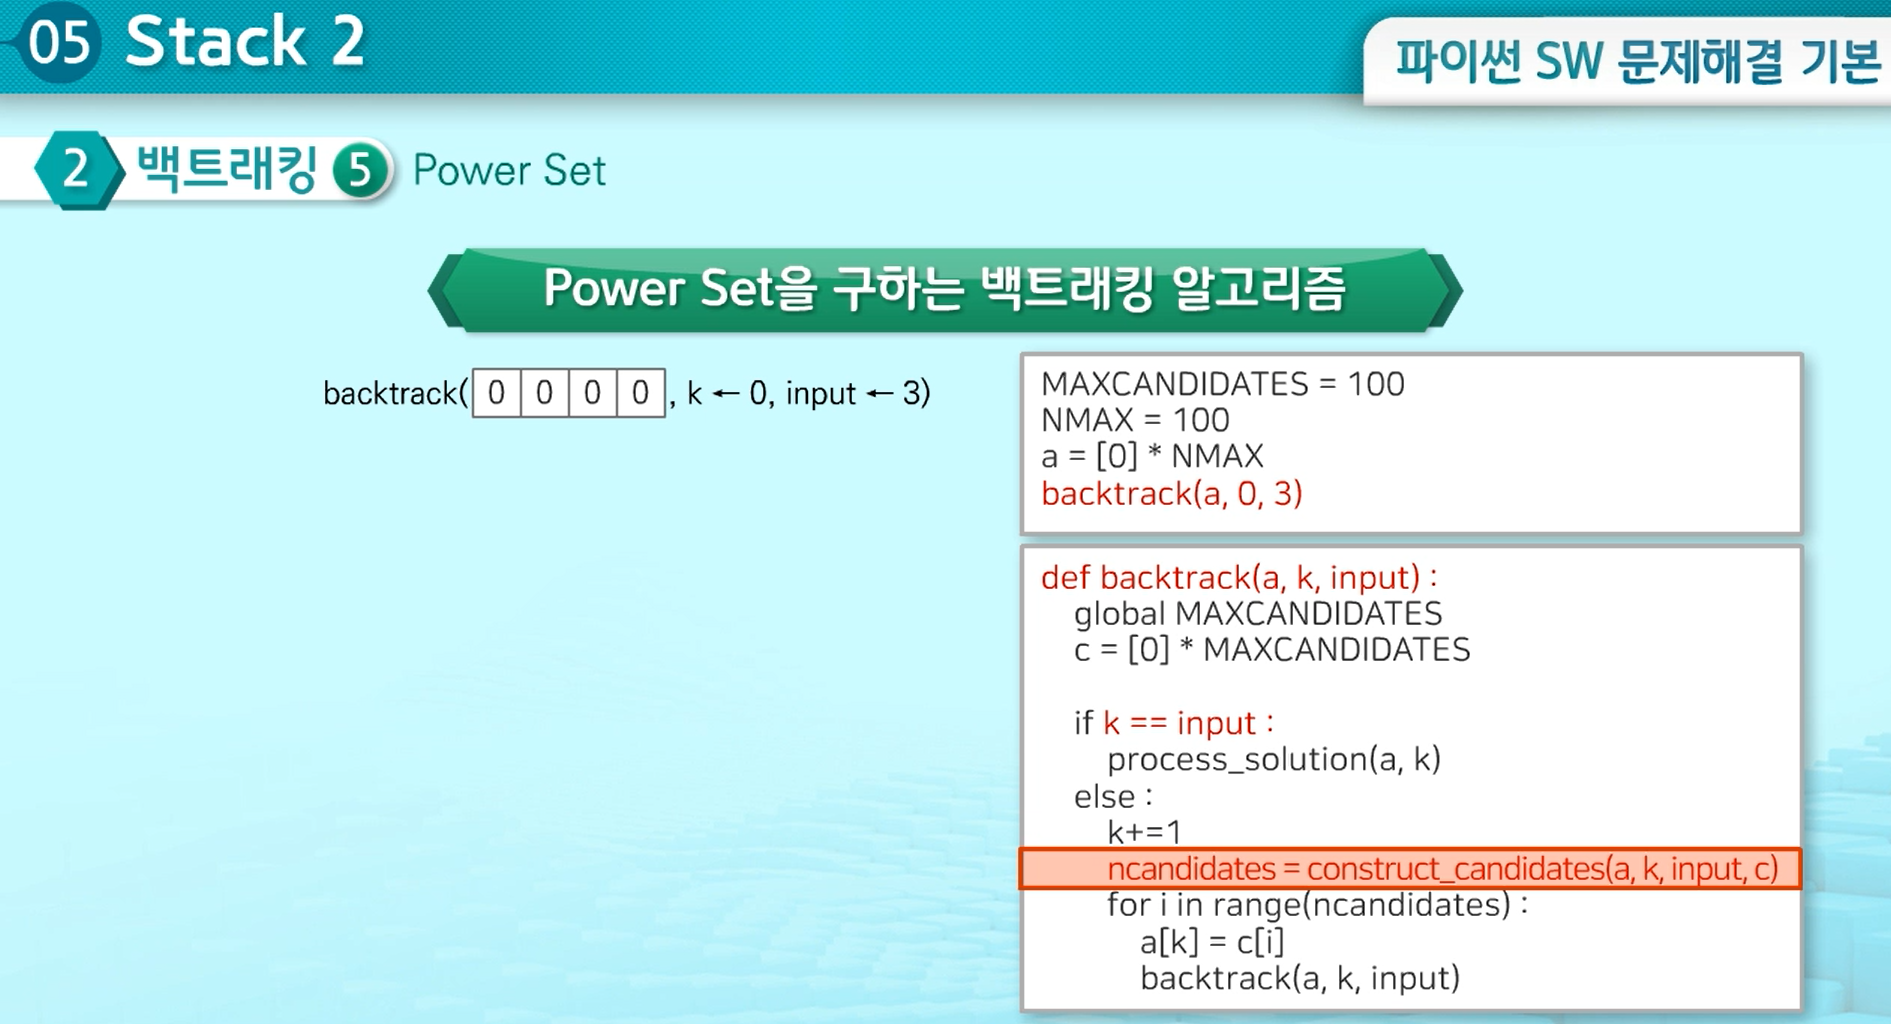 05 Stack 2
파이썬 SW 문제해결 기본
2 백트래킹 5 Power Set
Power Set을 구하는 백트래킹 알고리즘
backtrack( 0 0 0 0 , k ← 0, input ← 3)
MAXCANDIDATES = 100
NMAX = 100
a = [0] * NMAX
backtrack(a, 0, 3)
def backtrack(a, k, input) :
global MAXCANDIDATES
c = [0] * MAXCANDIDATES
if k == input :
process_solution(a, k)
else :
k+=1
ncandidates = construct_candidates(a, k, input, c)
for i in range(ncandidates) :
a[k] = c[i]
backtrack(a, k, input)